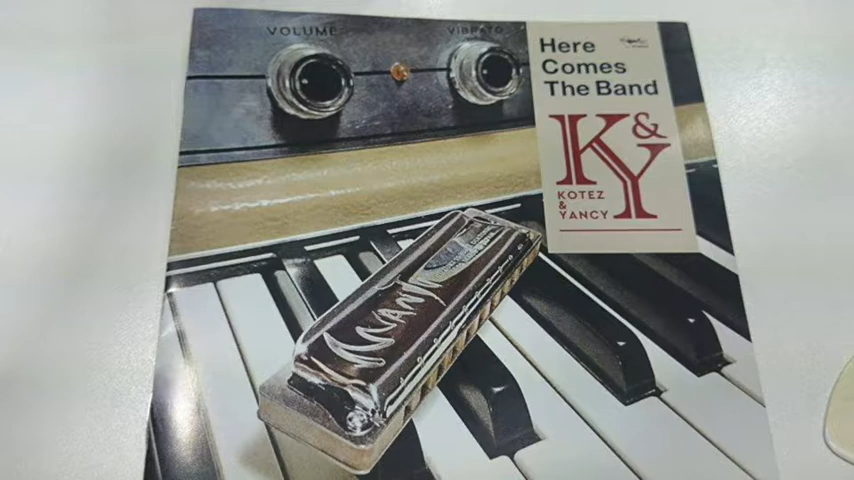 VOLUME
VIBRATO
Here
Comes
The Band
K&Y
KOTEZ
&
YANCY